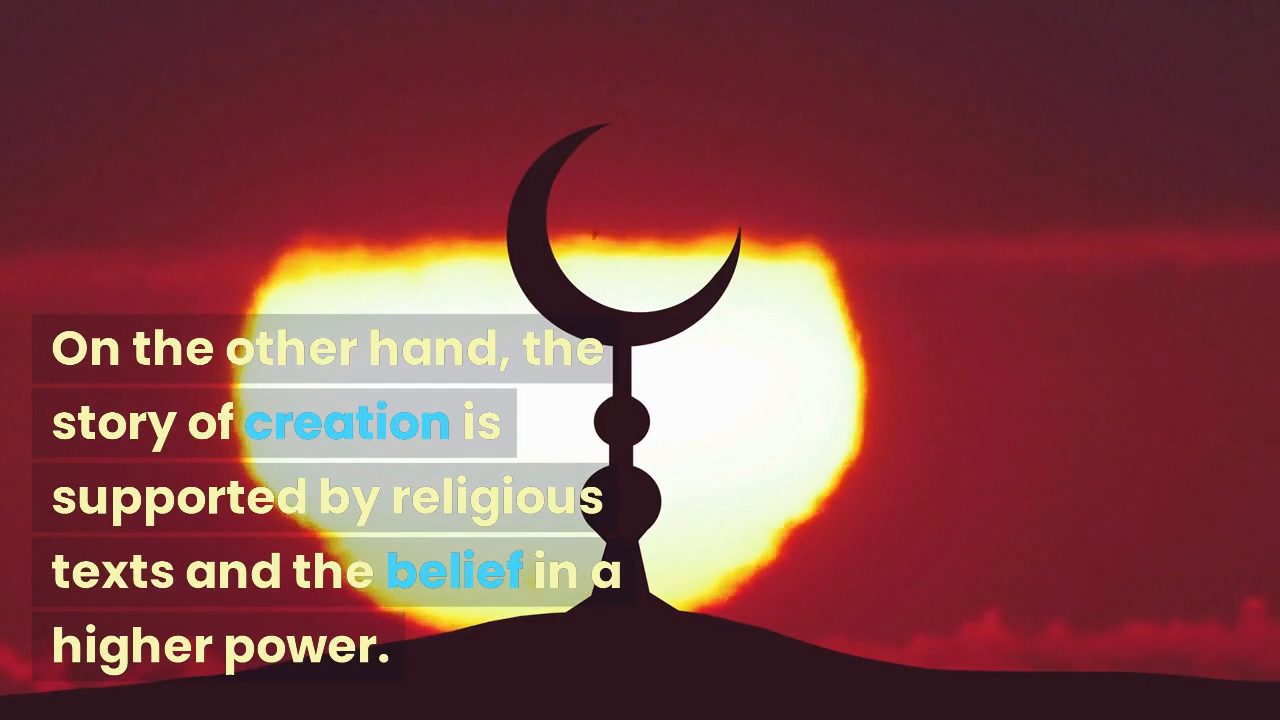 On the other hand, the
story of creation is
supported by religious
texts and the belief in a
higher power.